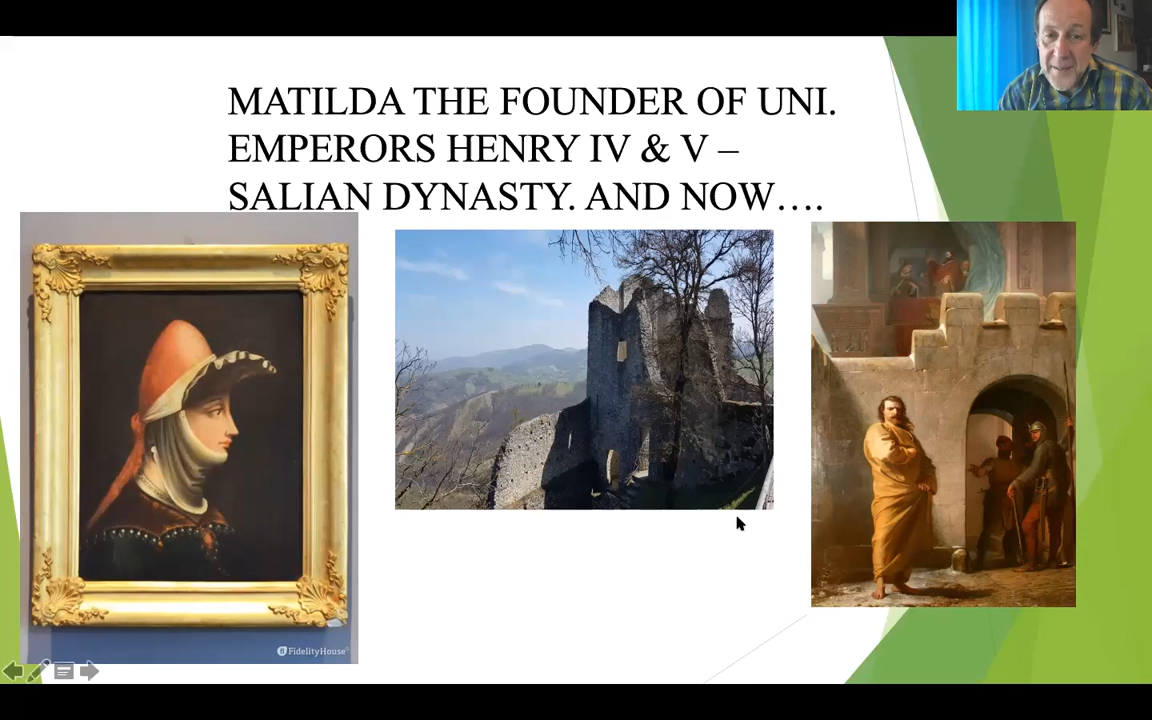 MATILDA THE FOUNDER OF UNI.
EMPERORS HENRY IV & V –
SALIAN DYNASTY. AND NOW….
FidelityHouse